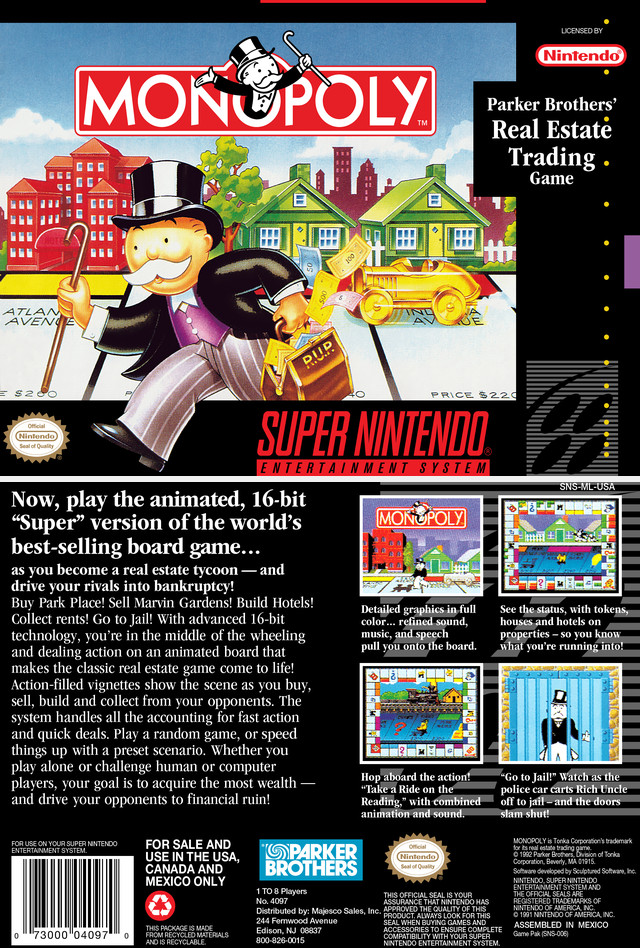 LICENSED BY
Nintendo®
MONOPOLY™
Parker Brothers'
Real Estate
Trading
Game
50
100
500
5
ATLAN
AVENUE
IND
AVENUE
R.U.P.
E $260
PRICE $220
Official
Nintendo
Seal of Quality
SUPER NINTENDO®
ENTERTAINMENT SYSTEM
SNS-ML-USA
Now, play the animated, 16-bit
“Super” version of the world's
best-selling board game…
as you become a real estate tycoon — and
drive your rivals into bankruptcy!
Buy Park Place! Sell Marvin Gardens! Build Hotels!
Collect rents! Go to Jail! With advanced 16-bit
technology, you're in the middle of the wheeling
and dealing action on an animated board that
makes the classic real estate game come to life!
Action-filled vignettes show the scene as you buy,
sell, build and collect from your opponents. The
system handles all the accounting for fast action
and quick deals. Play a random game, or speed
things up with a preset scenario. Whether you
play alone or challenge human or computer
players, your goal is to acquire the most wealth —
and drive your opponents to financial ruin!
MONOPOLY
Detailed graphics in full
color… refined sound,
music, and speech
pull you onto the board.
See the status, with tokens,
houses and hotels on
properties – so you know
what you're running into!
Hop aboard the action!
“Take a Ride on the
Reading,” with combined
animation and sound.
“Go to Jail!” Watch as the
police car carts Rich Uncle
off to jail – and the doors
slam shut!
FOR USE ON YOUR SUPER NINTENDO
ENTERTAINMENT SYSTEM.
0 73000 04097 0
FOR SALE AND
USE IN THE USA,
CANADA AND
MEXICO ONLY
THIS PACKAGE IS MADE
FROM RECYCLED MATERIALS
AND IS RECYCLABLE.
PARKER
BROTHERS
1 TO 8 Players
No. 4097
Distributed by: Majesco Sales, Inc.
244 Fernwood
Edison, NJ 08837
800-826-0015
Official
Nintendo
Seal of Quality
THIS OFFICIAL SEAL IS YOUR
ASSURANCE THAT NINTENDO HAS
APPROVED THE QUALITY OF THIS
PRODUCT. ALWAYS LOOK FOR THIS
SEAL WHEN BUYING GAMES AND
ACCESSORIES TO ENSURE COMPLETE
COMPATIBILITY WITH YOUR SUPER
NINTENDO ENTERTAINMENT SYSTEM.
MONOPOLY is Tonka Corporation's trademark
for its real estate trading game.
© 1992 Parker Brothers, Division of Tonka
Corporation, Beverly, MA 01915.
Software developed by Sculptured Software, Inc.
NINTENDO, SUPER NINTENDO
ENTERTAINMENT SYSTEM AND
THE OFFICIAL SEALS ARE
REGISTERED TRADEMARKS OF
NINTENDO OF AMERICA, INC.
© 1991 NINTENDO OF AMERICA, INC.
ASSEMBLED IN MEXICO
Game Pak (SNS-006)